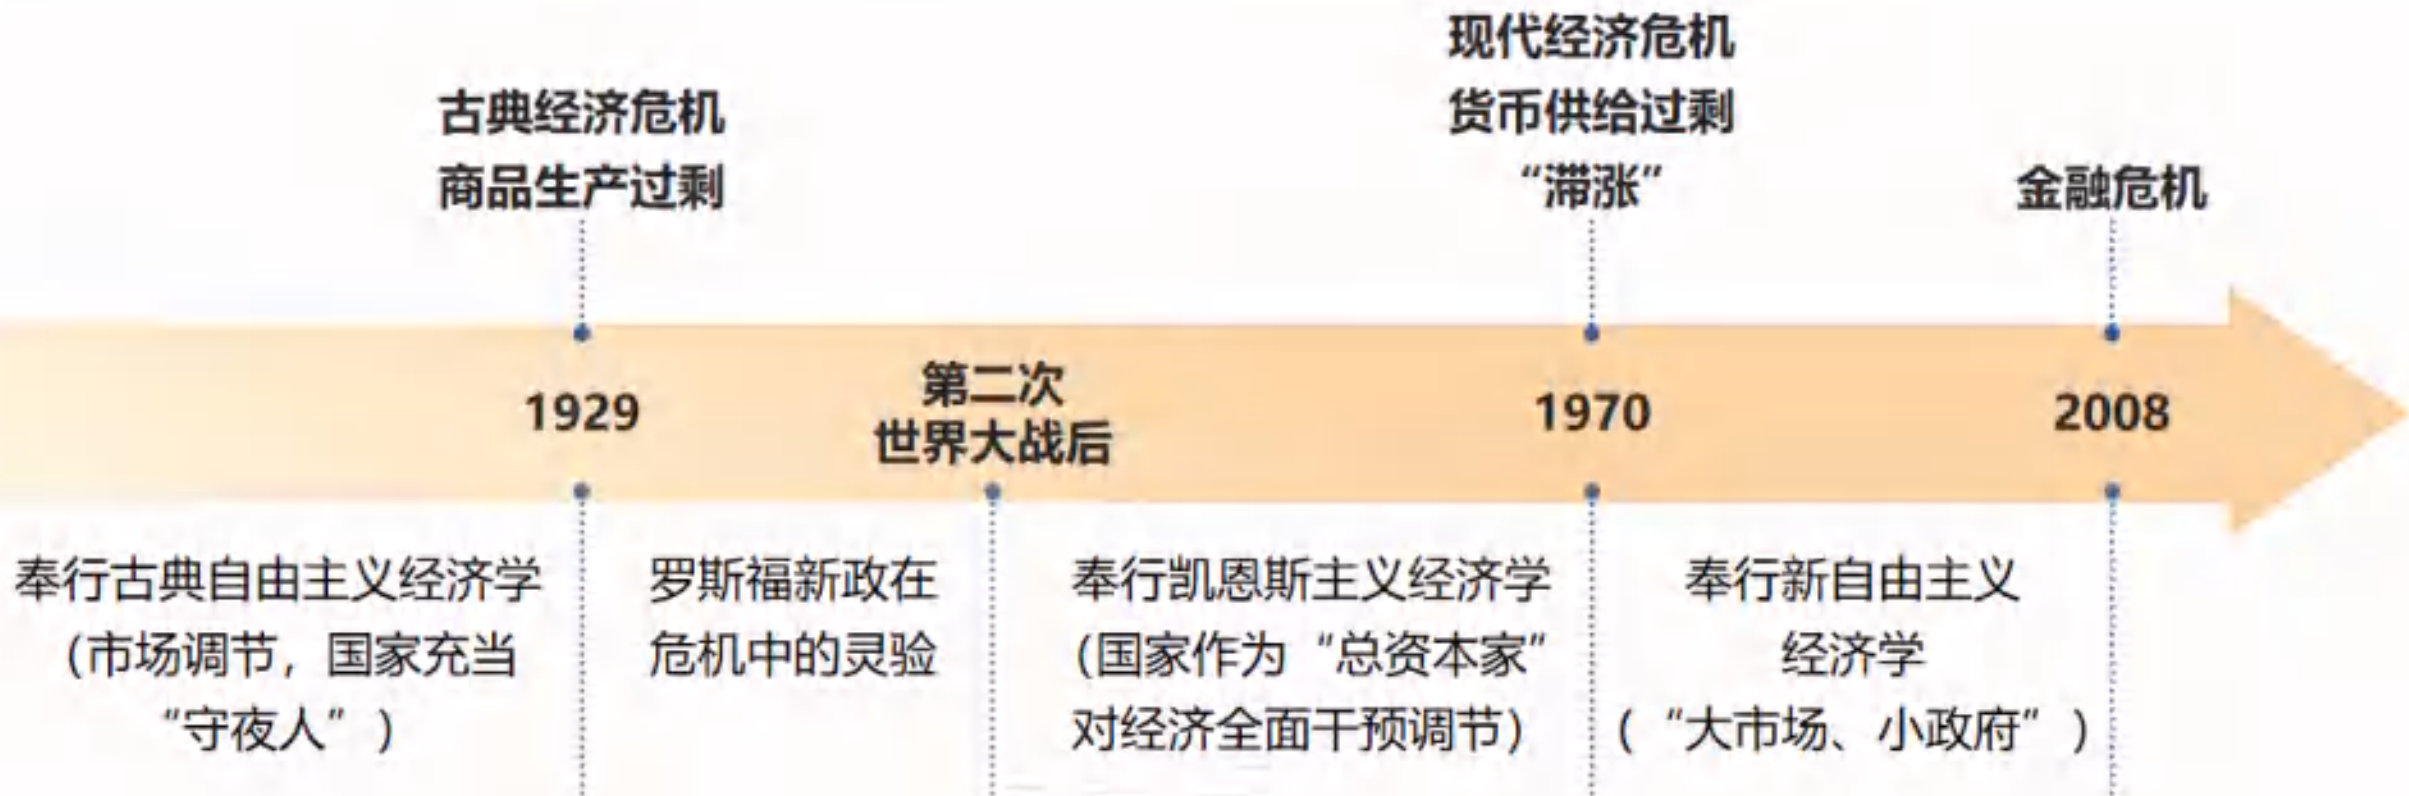 古典经济危机
商品生产过剩
现代经济危机
货币供给过剩
“滞涨”
金融危机
1929
第二次
世界大战后
1970
2008
奉行古典自由主义经济学
（市场调节，国家充当
“守夜人”）
罗斯福新政在
危机中的灵验
奉行凯恩斯主义经济学
（国家作为“总资本家”
对经济全面干预调节）
奉行新自由主义
经济学
（“大市场、小政府”）